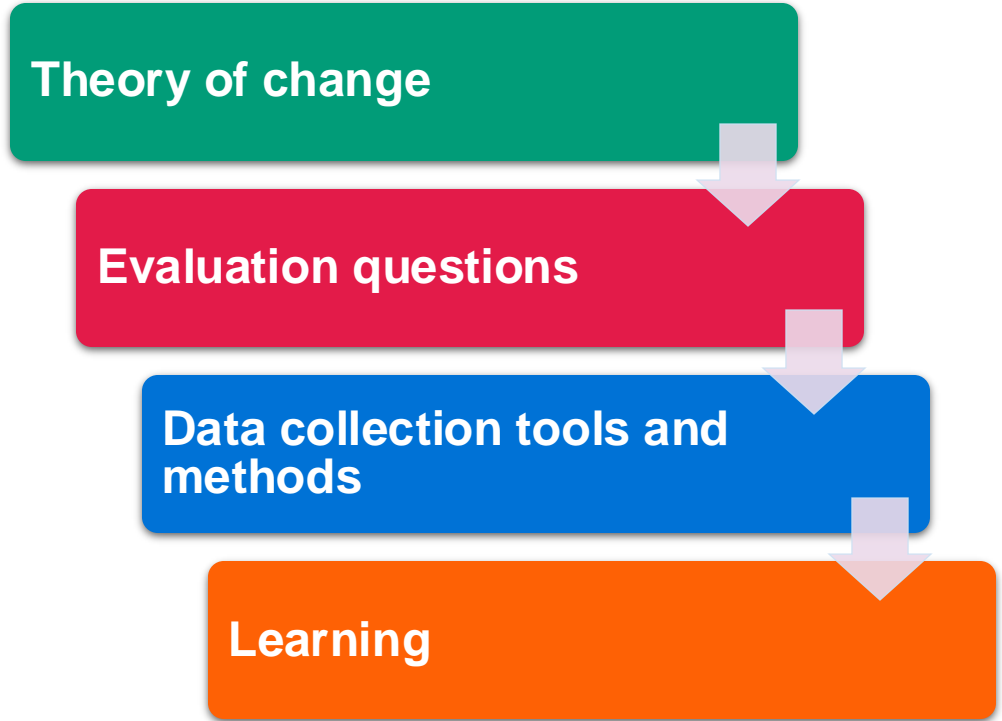 Theory of change
Evaluation questions
Data collection tools and
methods
Learning